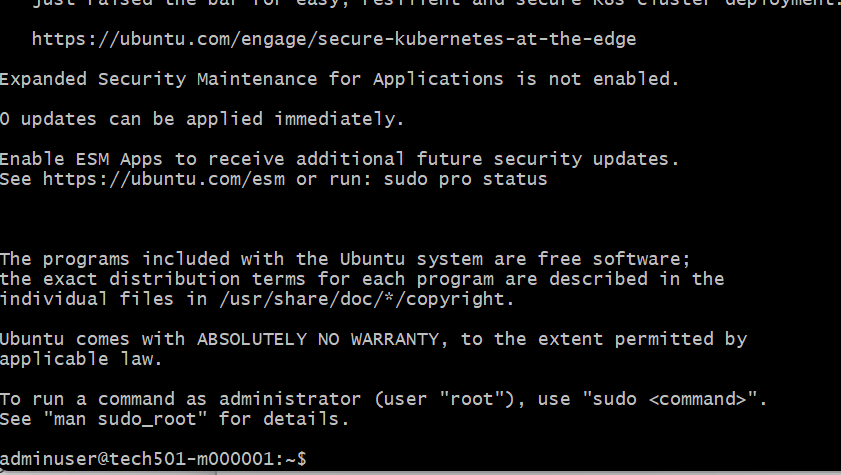 just raised the bar for easy, resilient and secure K8s cluster deployment.
https://ubuntu.com/engage/secure-kubernetes-at-the-edge
Expanded Security Maintenance for Applications is not enabled.
0 updates can be applied immediately.
Enable ESM Apps to receive additional future security updates.
See https://ubuntu.com/esm or run: sudo pro status
The programs included with the Ubuntu system are free software;
the exact distribution terms for each program are described in the
individual files in /usr/share/doc/*/copyright.
Ubuntu comes with ABSOLUTELY NO WARRANTY, to the extent permitted by
applicable law.
To run a command as administrator (user "root"), use "sudo <command>".
See "man sudo_root" for details.
adminuser@tech501-m000001:~$